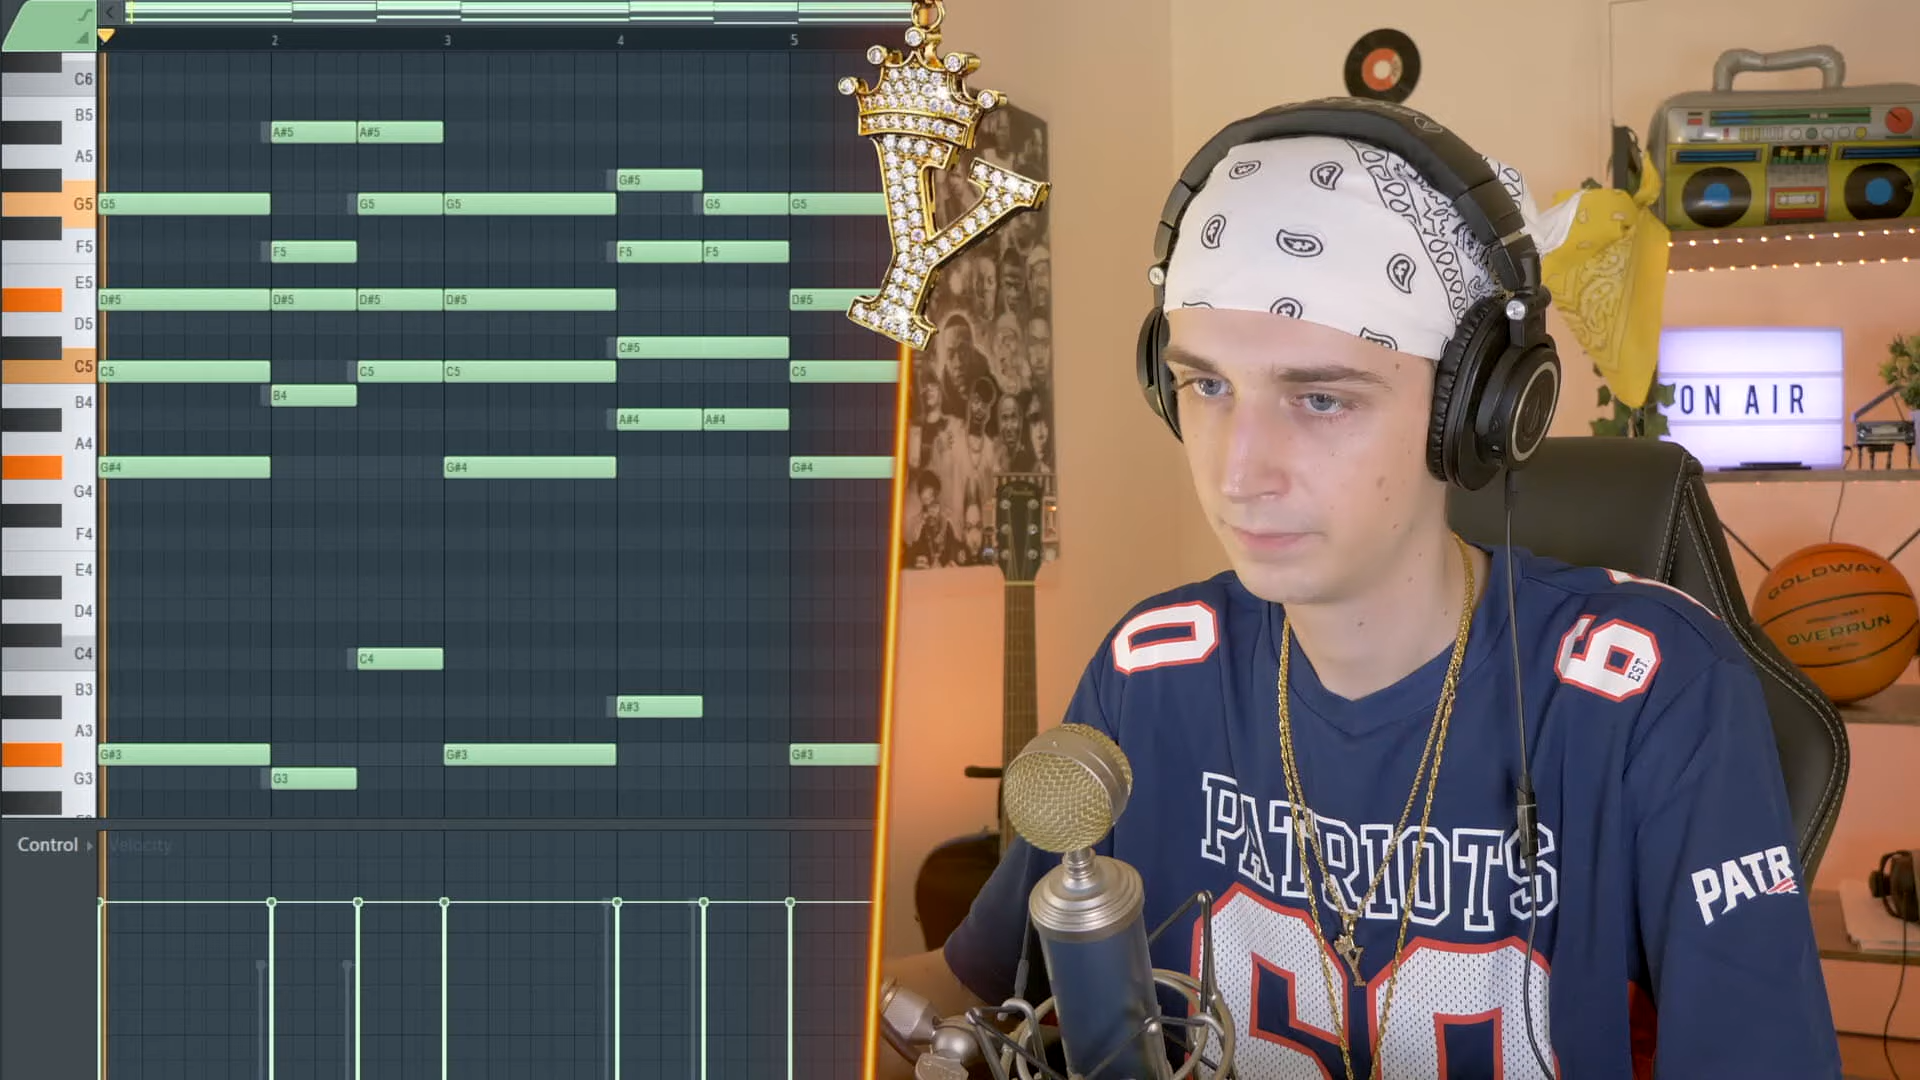 2 3 4 5
C6
B5
A#5 A#5
A5
G#5
G5 G5 G5 G5 G5 G5
F5 F5 F5 F5
E5
D#5 D#5 D#5 D#5 D#5
D5
C#5
C5 C5 C5 C5 C5
B4 B4
A#4 A#4
A4
G#4 G#4 G#4
G4
F4
E4
D4
C4 C4
B3
A#3
A3
G#3 G#3 G#3
G3 G3
Control Velocity
Y
ON AIR
GOLDWAY
OVERRUN
0
6
EST.
PATRIOTS
PATR
60
Y